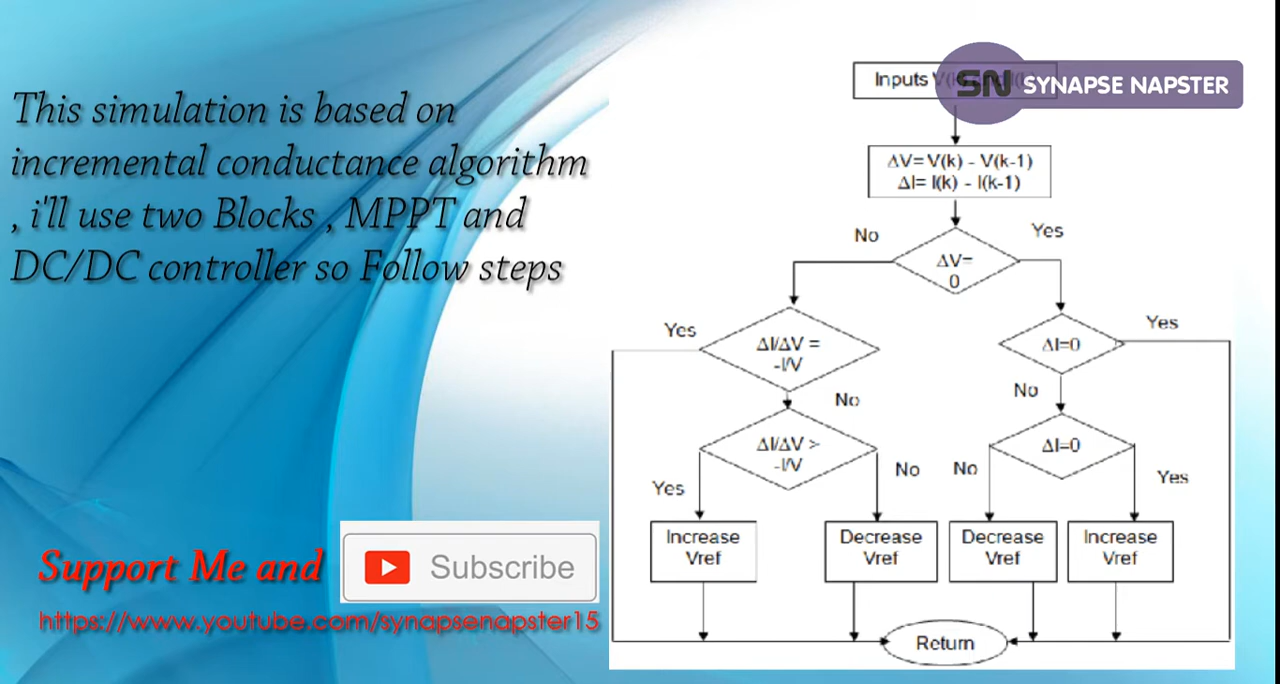 This simulation is based on
incremental conductance algorithm
, i'll use two Blocks , MPPT and
DC/DC controller so Follow steps
Support Me and
Subscribe
https://www.youtube.com/synapsenapster15
SN SYNAPSE NAPSTER
Inputs
ΔV= V(k) - V(k-1)
ΔI= I(k) - I(k-1)
No
Yes
ΔV=
0
Yes
ΔI/ΔV =
-I/V
ΔI=0
Yes
No
No
ΔI/ΔV >
-I/V
ΔI=0
Yes
No
No
Yes
Increase
Vref
Decrease
Vref
Decrease
Vref
Increase
Vref
Return